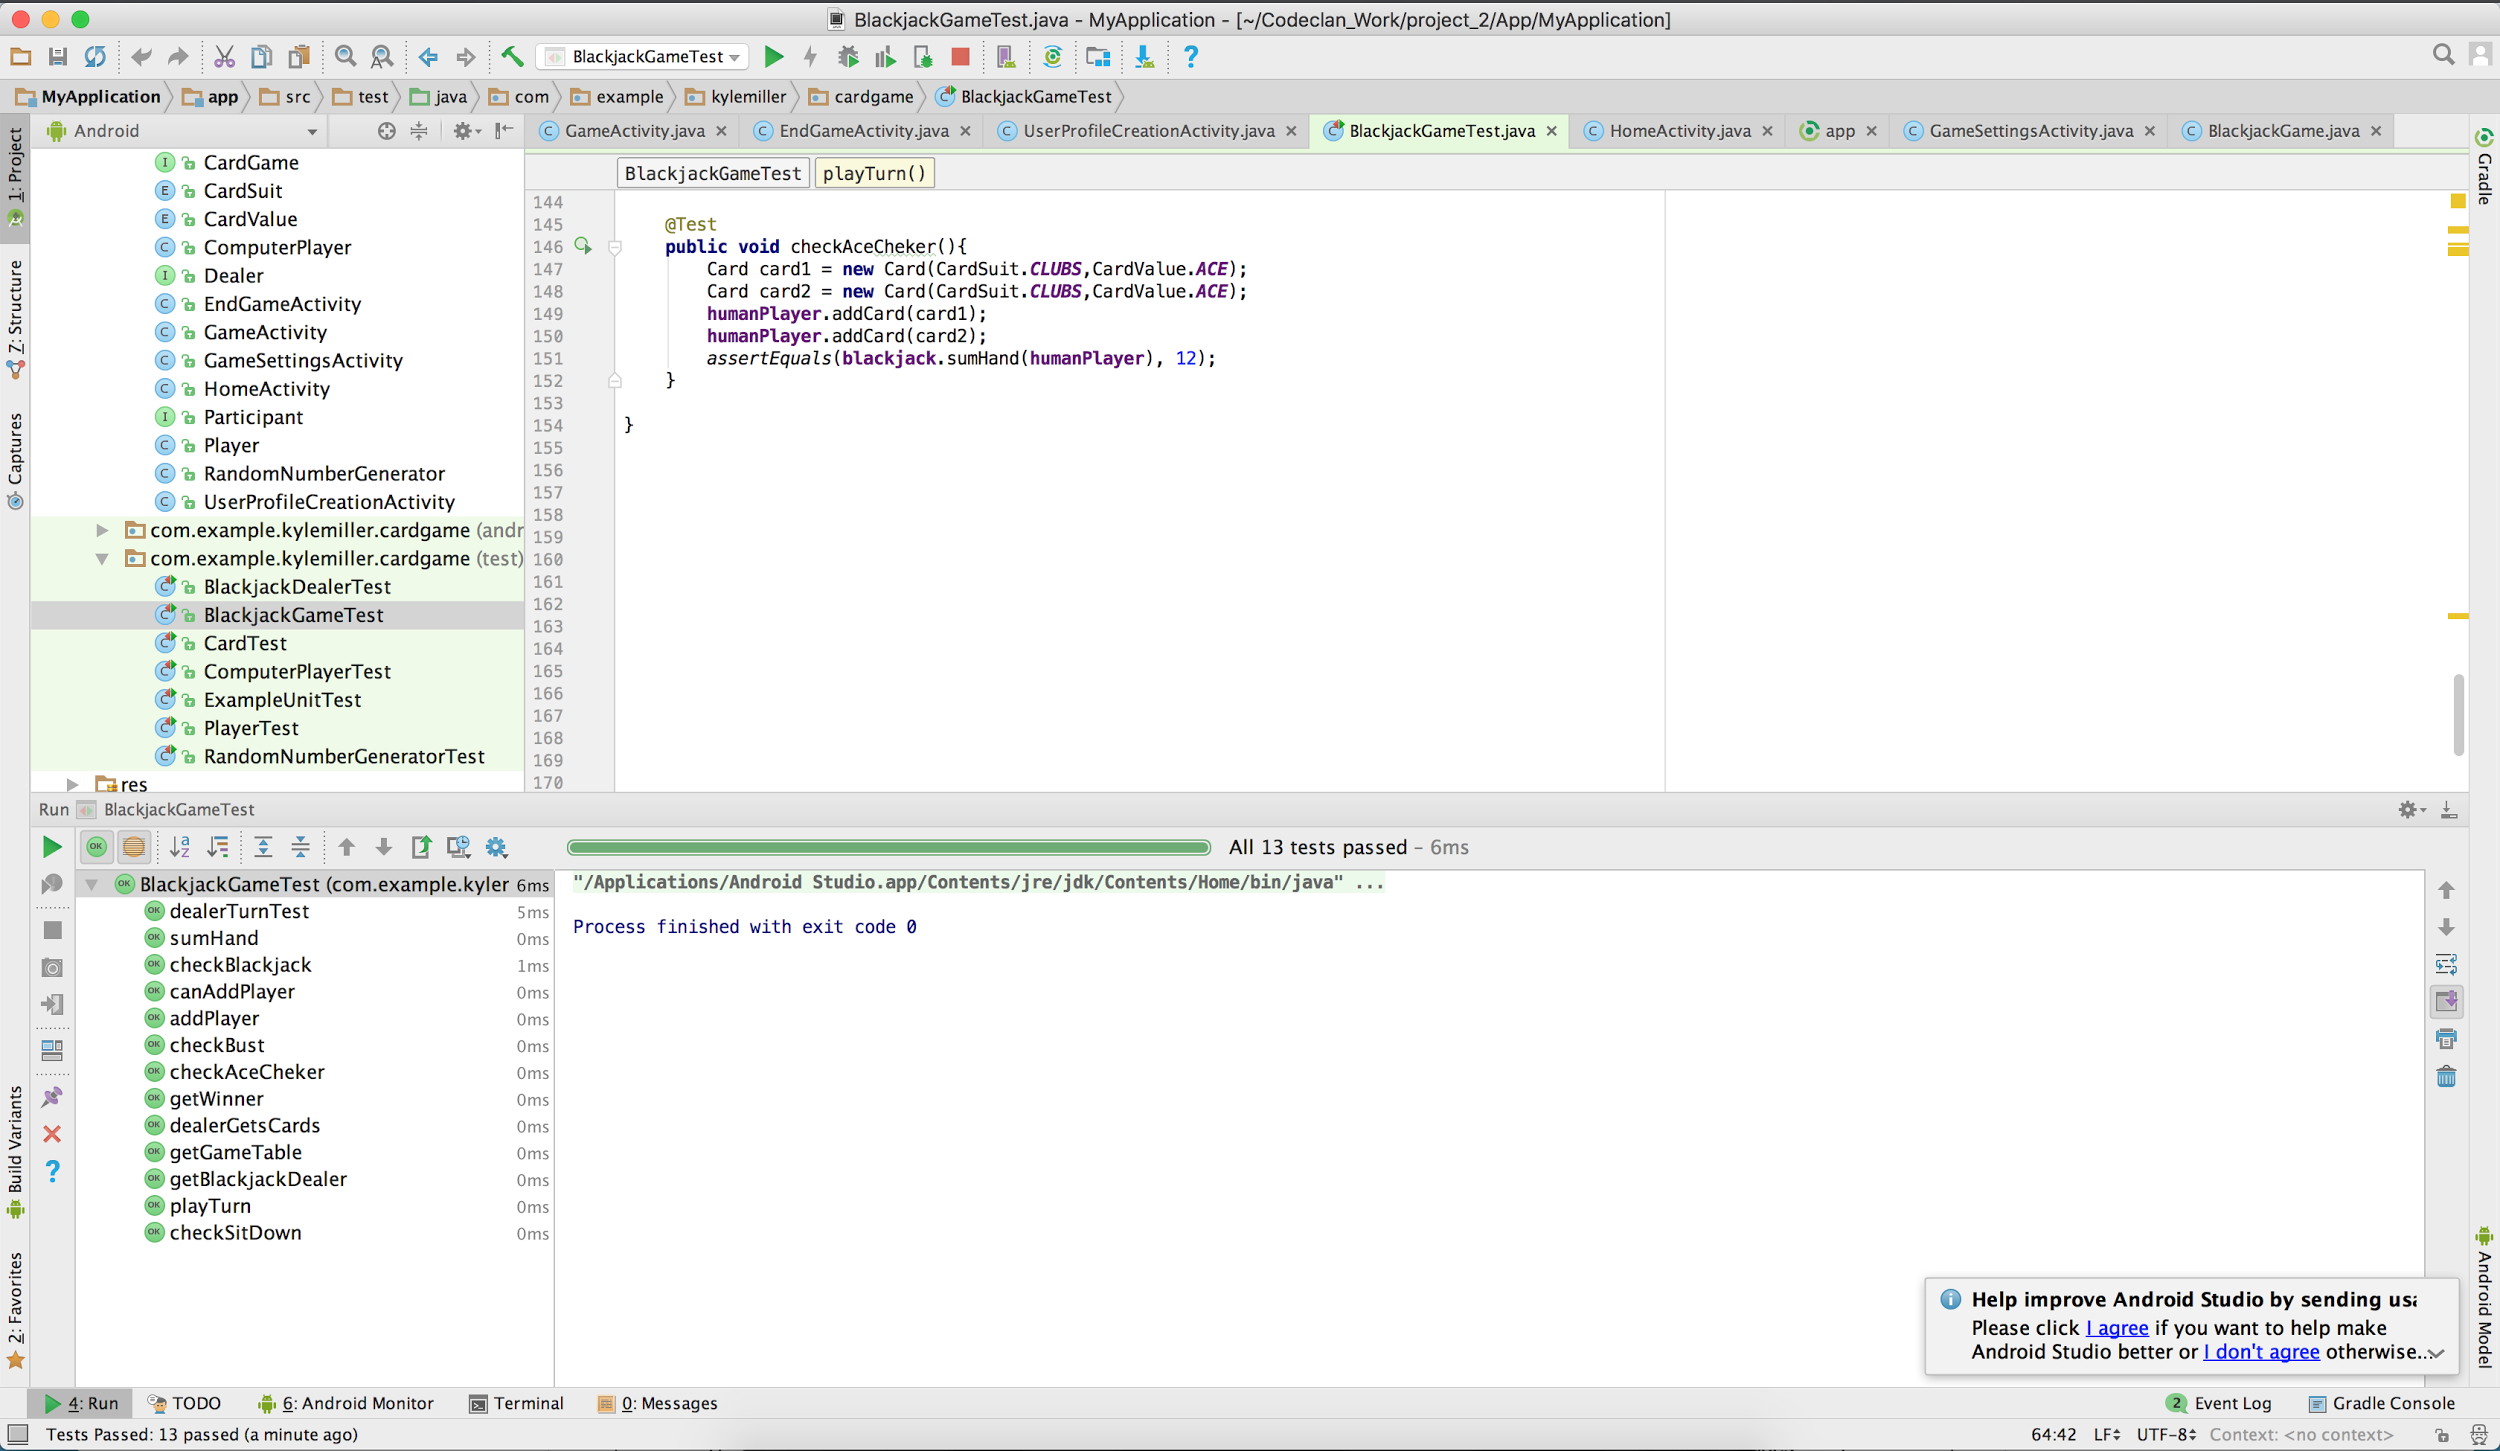 BlackjackGameTest.java - MyApplication - [~/Codeclan_Work/project_2/App/MyApplication]
BlackjackGameTest
MyApplication app src test java com example kylemiller cardgame BlackjackGameTest
Android
GameActivity.java EndGameActivity.java UserProfileCreationActivity.java BlackjackGameTest.java HomeActivity.java app GameSettingsActivity.java BlackjackGame.java
1: Project
Z: Structure
Captures
Build Variants
2: Favorites
CardGame
CardSuit
CardValue
ComputerPlayer
Dealer
EndGameActivity
GameActivity
GameSettingsActivity
HomeActivity
Participant
Player
RandomNumberGenerator
UserProfileCreationActivity
com.example.kylemiller.cardgame (andr
com.example.kylemiller.cardgame (test)
BlackjackDealerTest
BlackjackGameTest
CardTest
ComputerPlayerTest
ExampleUnitTest
PlayerTest
RandomNumberGeneratorTest
res
BlackjackGameTest playTurn()
144
145 @Test
146 public void checkAceCheker(){
147 Card card1 = new Card(CardSuit.CLUBS,CardValue.ACE);
148 Card card2 = new Card(CardSuit.CLUBS,CardValue.ACE);
149 humanPlayer.addCard(card1);
150 humanPlayer.addCard(card2);
151 assertEquals(blackjack.sumHand(humanPlayer), 12);
152 }
153
154 }
155
156
157
158
159
160
161
162
163
164
165
166
167
168
169
170
Gradle
Android Model
Run BlackjackGameTest
All 13 tests passed – 6ms
BlackjackGameTest (com.example.kyler 6ms
dealerTurnTest 5ms
sumHand 0ms
checkBlackjack 1ms
canAddPlayer 0ms
addPlayer 0ms
checkBust 0ms
checkAceCheker 0ms
getWinner 0ms
dealerGetsCards 0ms
getGameTable 0ms
getBlackjackDealer 0ms
playTurn 0ms
checkSitDown 0ms
"/Applications/Android Studio.app/Contents/jre/jdk/Contents/Home/bin/java" ...
Process finished with exit code 0
Help improve Android Studio by sending usa
Please click I agree if you want to help make
Android Studio better or I don't agree otherwise...
4: Run TODO 6: Android Monitor Terminal 0: Messages 2 Event Log Gradle Console
Tests Passed: 13 passed (a minute ago) 64:42 LF UTF-8 Context: <no context>